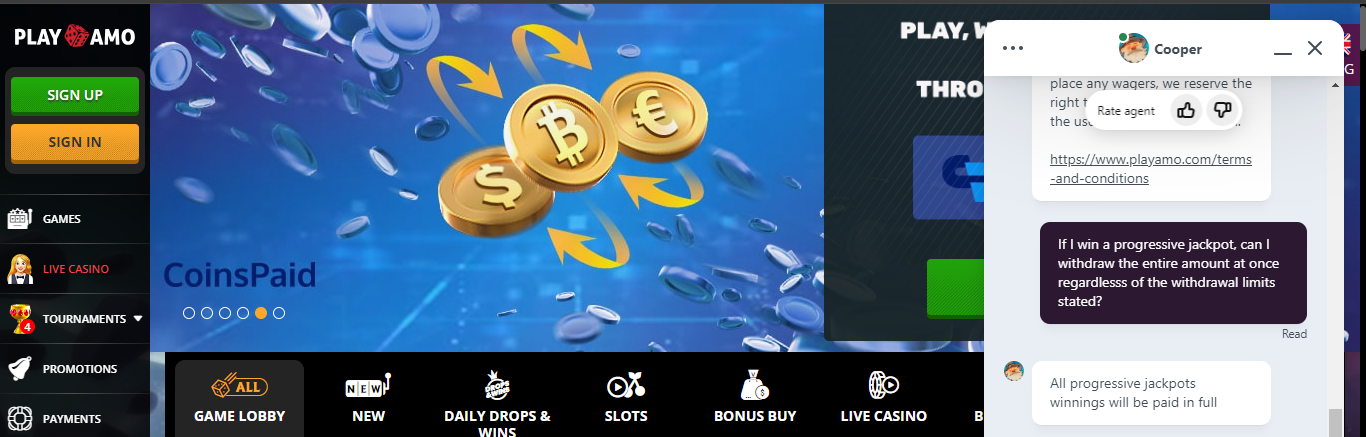 PLAY AMO
SIGN UP
SIGN IN
GAMES
LIVE CASINO
TOURNAMENTS
4
PROMOTIONS
PAYMENTS
CoinsPaid
PLAY, W
THRO
ALL
GAME LOBBY
NEW
NEW
DROPS
&WINS
DAILY DROPS &
WINS
SLOTS
BONUS BUY
LIVE CASINO
B
G
Cooper
place any wagers, we reserve the
right t
the use
Rate agent
https://www.playamo.com/terms
-and-conditions
If I win a progressive jackpot, can I
withdraw the entire amount at once
regardlesss of the withdrawal limits
stated?
Read
All progressive jackpots
winnings will be paid in full